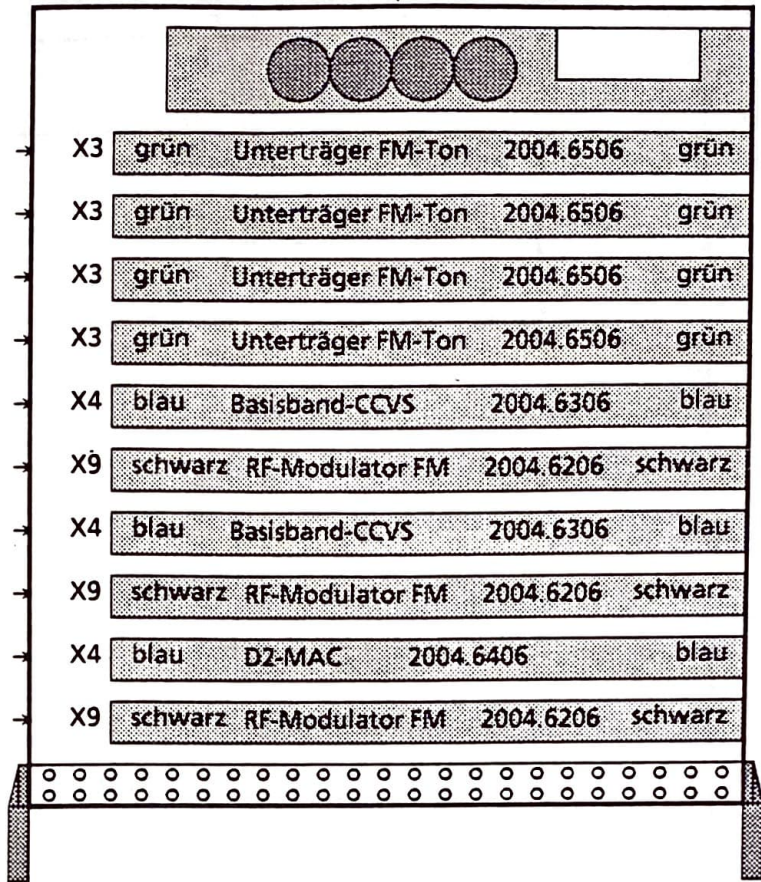 X3 grün Unterträger FM-Ton 2004.6506 grün
X3 grün Unterträger FM-Ton 2004.6506 grün
X3 grün Unterträger FM-Ton 2004.6506 grün
X3 grün Unterträger FM-Ton 2004.6506 grün
X4 blau Basisband-CCVS 2004.6306 blau
X9 schwarz RF-Modulator FM 2004.6206 schwarz
X4 blau Basisband-CCVS 2004.6306 blau
X9 schwarz RF-Modulator FM 2004.6206 schwarz
X4 blau D2-MAC 2004.6406 blau
X9 schwarz RF-Modulator FM 2004.6206 schwarz